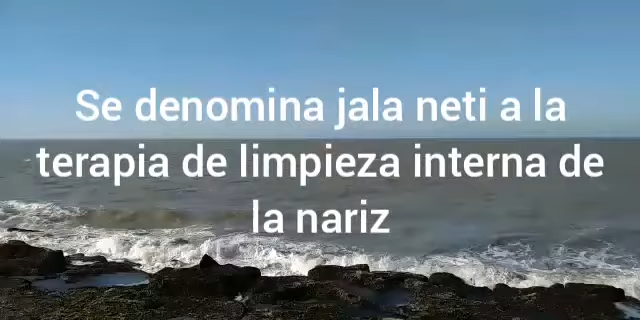 Se denomina jala neti a la
terapia de limpieza interna de
la nariz